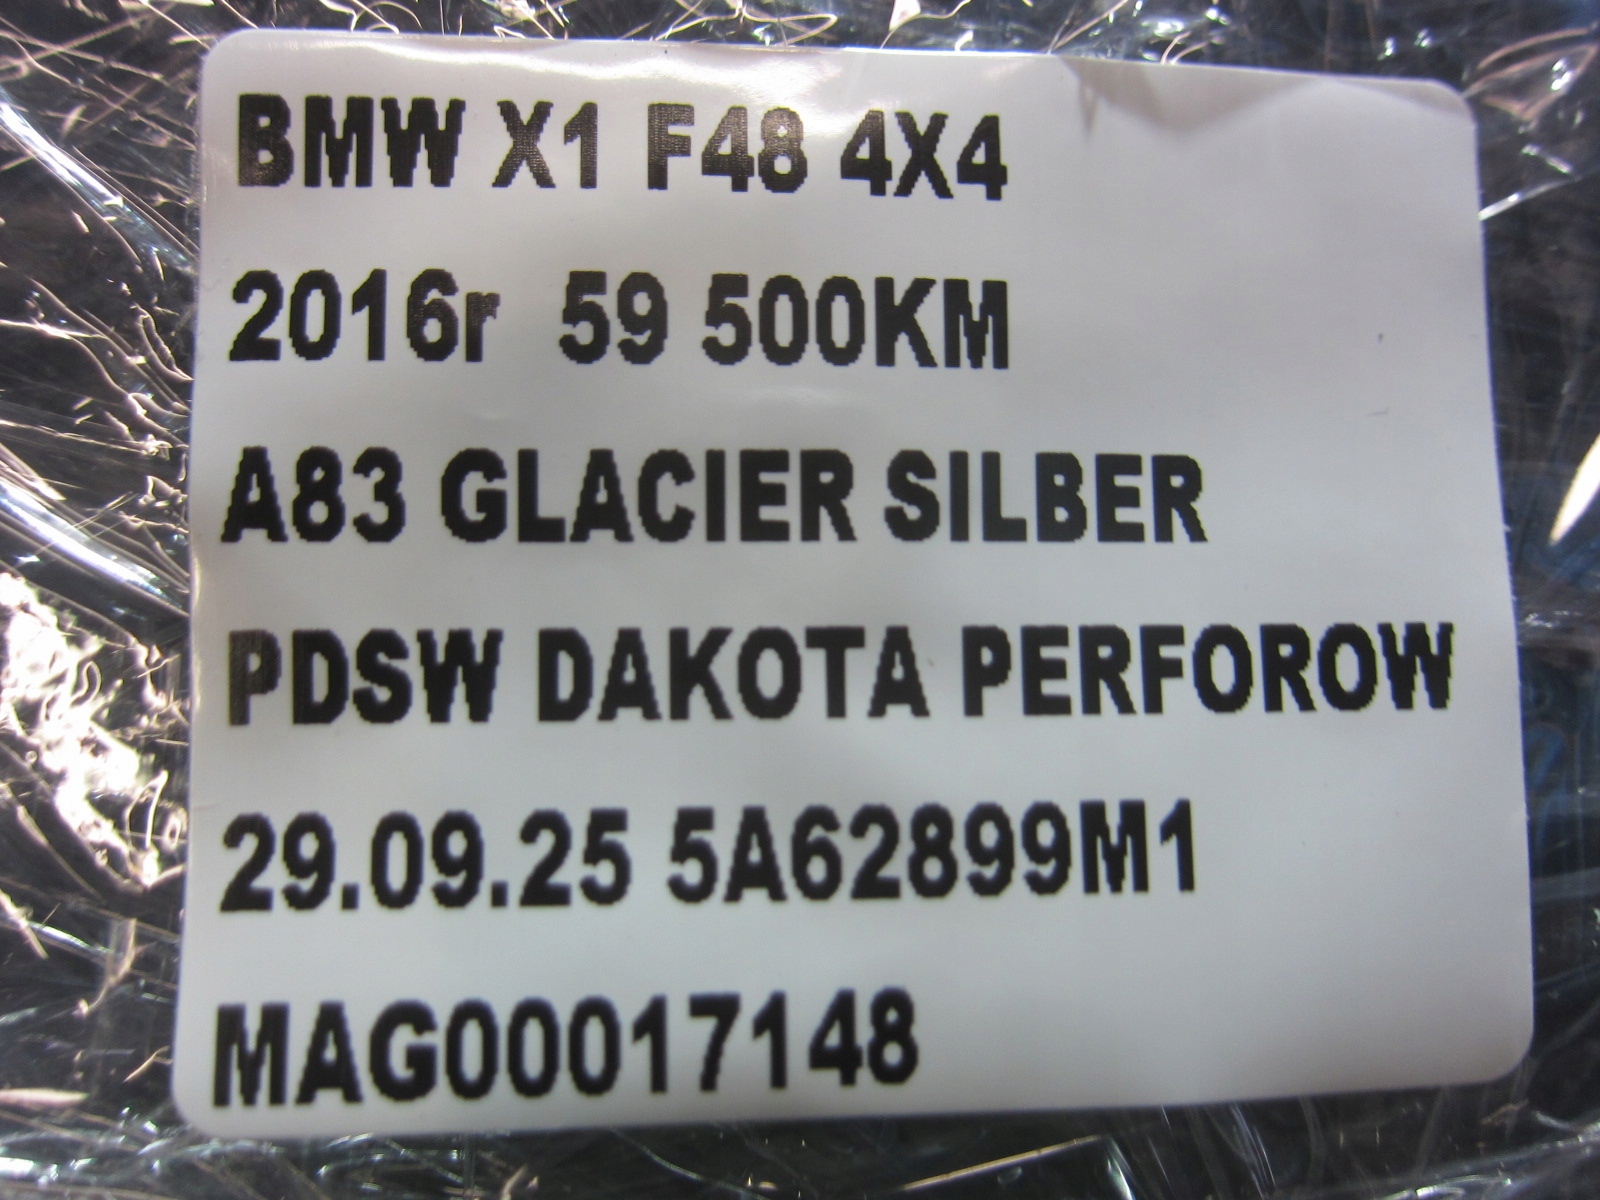 BMW X1 F48 4X4
2016r 59 500KM
A83 GLACIER SILBER
PDSW DAKOTA PERFOROW
29.09.25 5A62899M1
MAG00017148